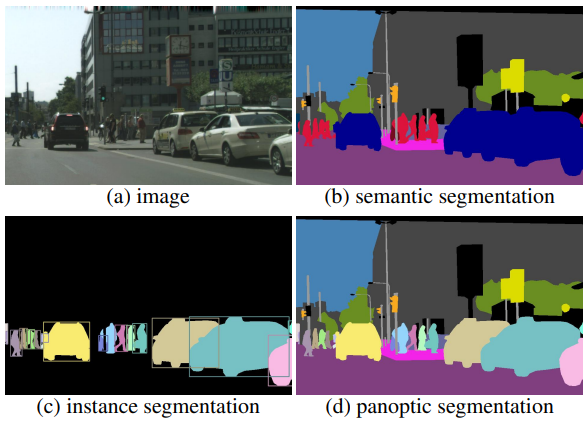 (a) image
(b) semantic segmentation
(c) instance segmentation
(d) panoptic segmentation